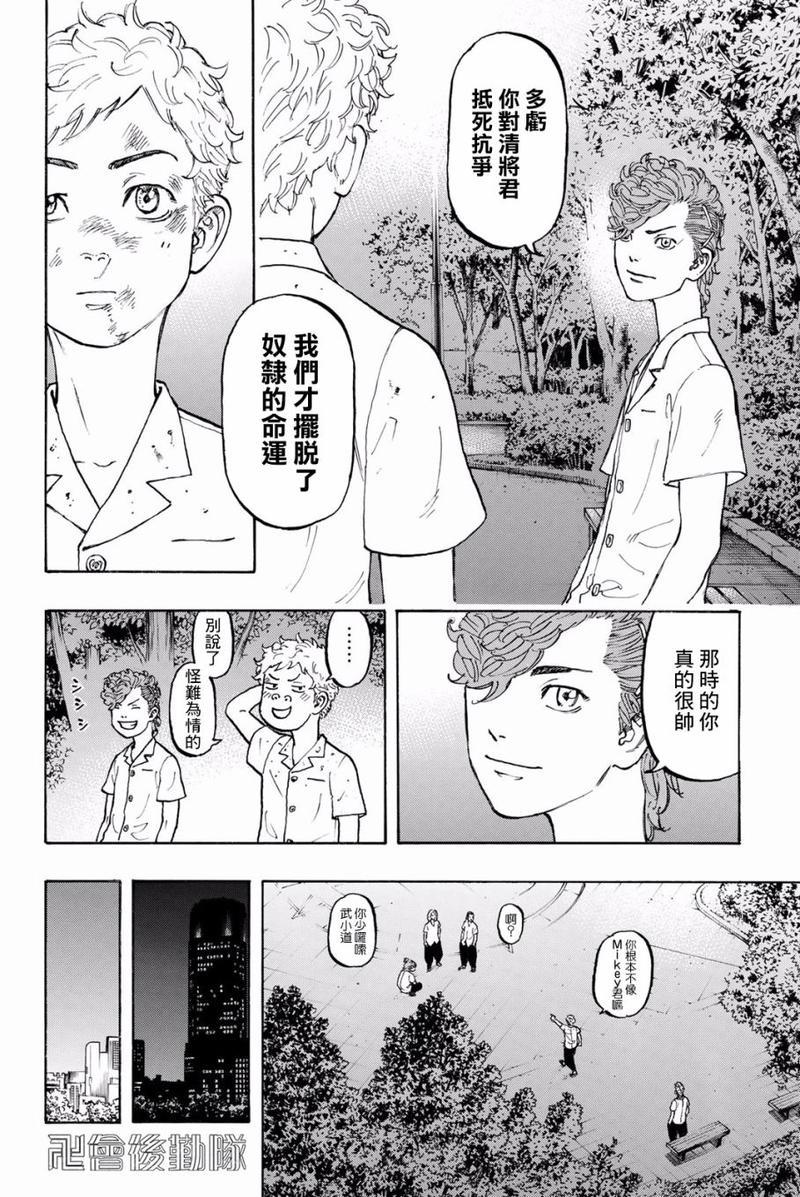 多虧
你對清將君
抵死抗爭
我們才擺脫了
奴隸的命運
那時的你
真的很帥
……
別說了
怪難為情的
シシシ
你根本不像
Mikey君嘛
啊?
你少囉嗦
武小道
卍會後勤隊